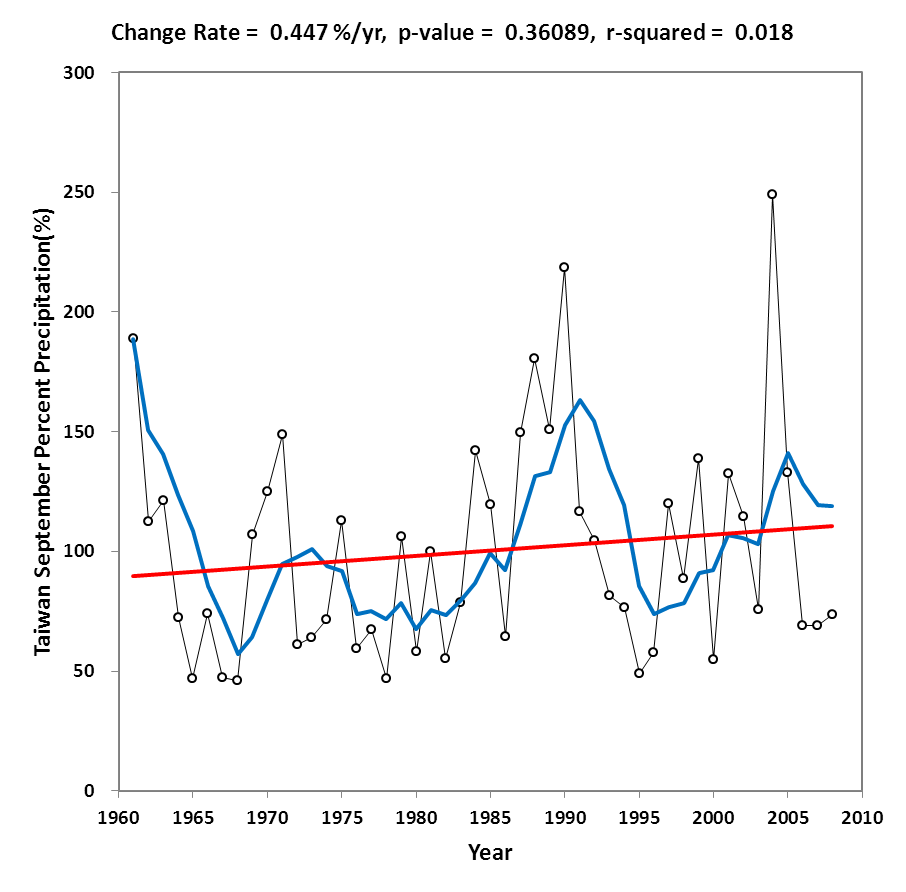 Change Rate = 0.447 %/yr, p-value = 0.36089, r-squared = 0.018
300
250
200
150
100
50
0
Taiwan September Percent Precipitation(%)
1960 1965 1970 1975 1980 1985 1990 1995 2000 2005 2010
Year